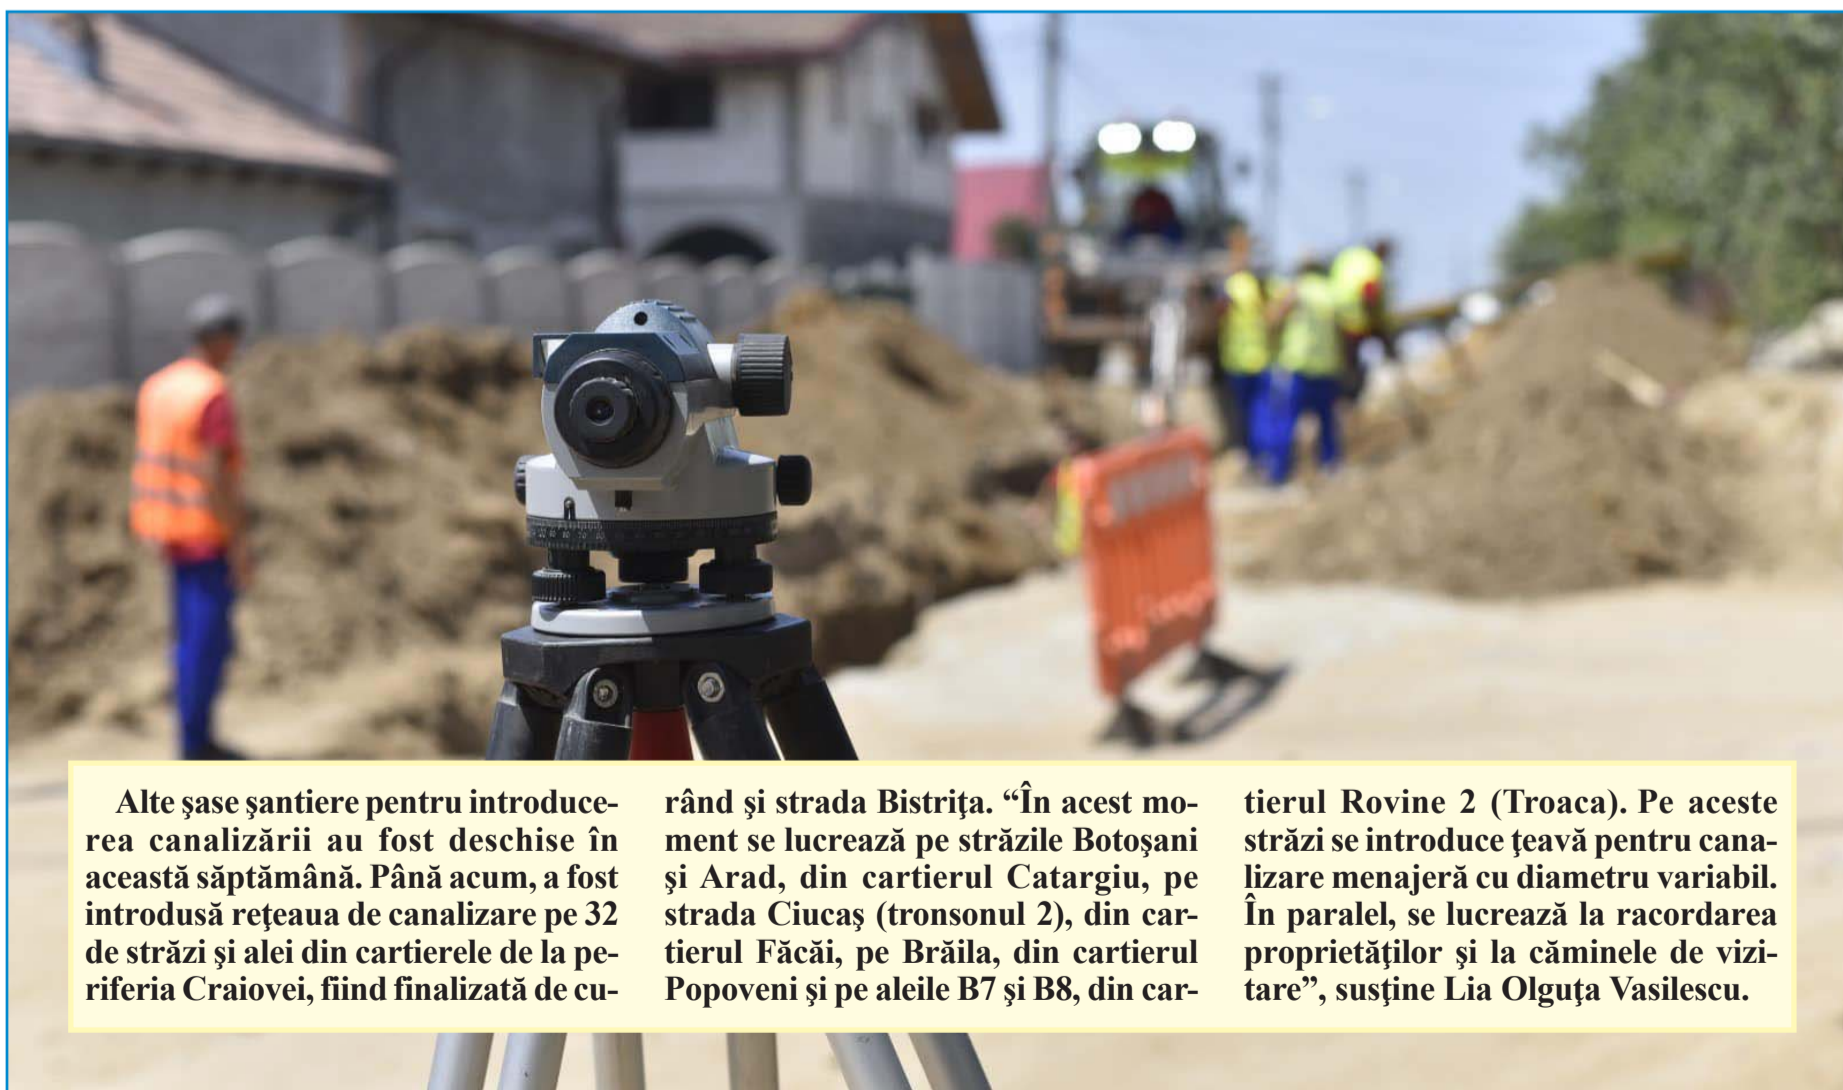 Alte şase şantiere pentru introduce-
rea canalizării au fost deschise în
această săptămână. Până acum, a fost
introdusă reţeaua de canalizare pe 32
de străzi şi alei din cartierele de la pe-
riferia Craiovei, fiind finalizată de cu-
rând şi strada Bistriţa. “În acest mo-
ment se lucrează pe străzile Botoşani
şi Arad, din cartierul Catargiu, pe
strada Ciucaş (tronsonul 2), din car-
tierul Făcăi, pe Brăila, din cartierul
Popoveni şi pe aleile B7 şi B8, din car-
tierul Rovine 2 (Troaca). Pe aceste
străzi se introduce ţeavă pentru cana-
lizare menajeră cu diametru variabil.
În paralel, se lucrează la racordarea
proprietăţilor şi la căminele de vizi-
tare”, susţine Lia Olguţa Vasilescu.